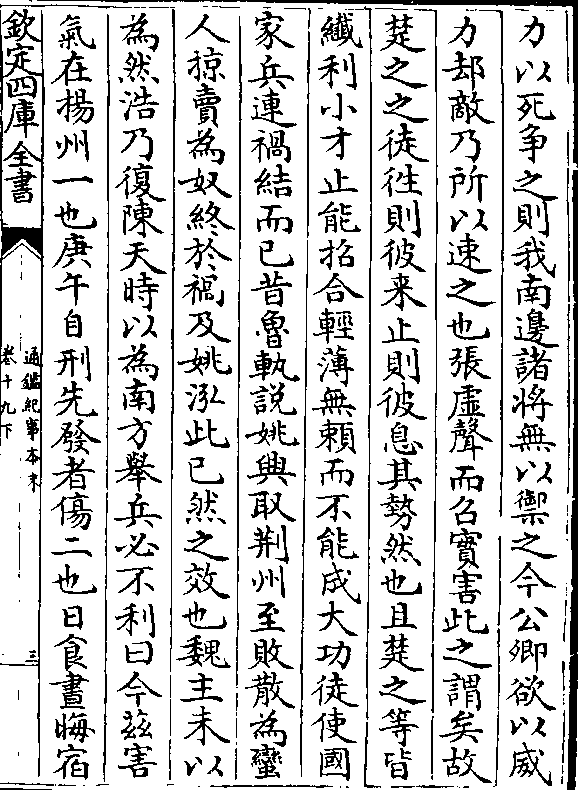 力以死争之則我南邊諸將無以禦之今公卿欲以威
力却敵乃所以速之也張虚聲而召實害此之謂矣故
楚之之徒徃則彼来止則彼息其勢然也且楚之等皆
纎利小才止能招合輕薄無頼而不能成大功徒使國
家兵連禍結而已昔魯軌説姚興取荆州至敗散為蠻
人掠賣為奴終於禍及姚泓此已然之效也魏主未以
為然浩乃復陳天時以為南方舉兵必不利曰今兹害
氣在揚州一也庚午自刑先發者傷二也日食晝晦宿
欽定四庫全書
通鑑紀事本末
卷十九下
三